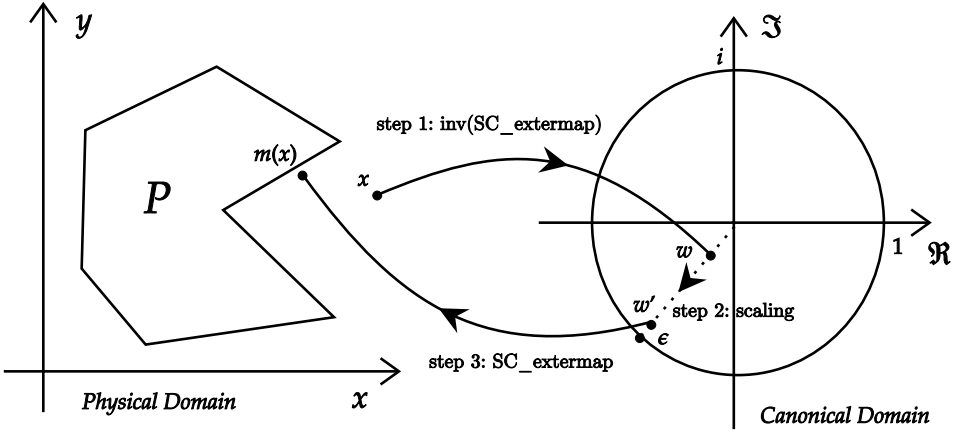 y
ℑ
i
step 1: inv(SC_extermap)
m(x)
x
P
w
1
ℜ
w′
step 2: scaling
ϵ
step 3: SC_extermap
x
Physical Domain
Canonical Domain